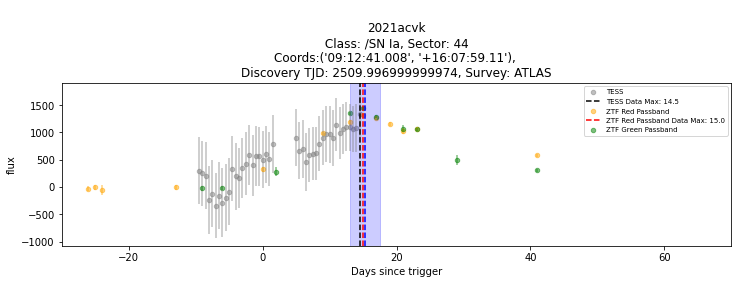 2021acvk
Class: /SN Ia, Sector: 44
Coords:('09:12:41.008', '+16:07:59.11'),
Discovery TJD: 2509.996999999974, Survey: ATLAS
TESS
TESS Data Max: 14.5
ZTF Red Passband
ZTF Red Passband Data Max: 15.0
ZTF Green Passband
flux
1500
1000
500
0
−500
−1000
−20
0
20
40
60
Days since trigger